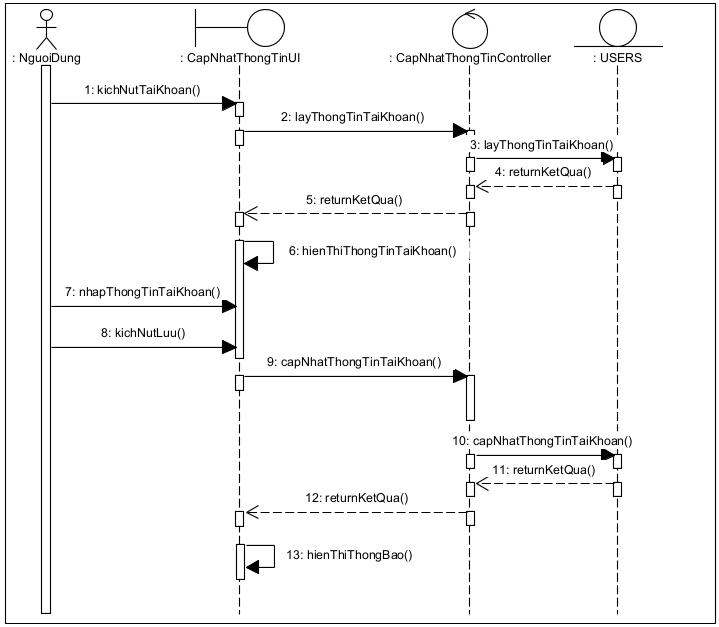 : NguoiDung
: CapNhatThongTinUI
: CapNhatThongTinController
: USERS
1: kichNutTaiKhoan()
2: layThongTinTaiKhoan()
3: layThongTinTaiKhoan()
4: returnKetQua()
5: returnKetQua()
6: hienThiThongTinTaiKhoan()
7: nhapThongTinTaiKhoan()
8: kichNutLuu()
9: capNhatThongTinTaiKhoan()
10: capNhatThongTinTaiKhoan()
11: returnKetQua()
12: returnKetQua()
13: hienThiThongBao()